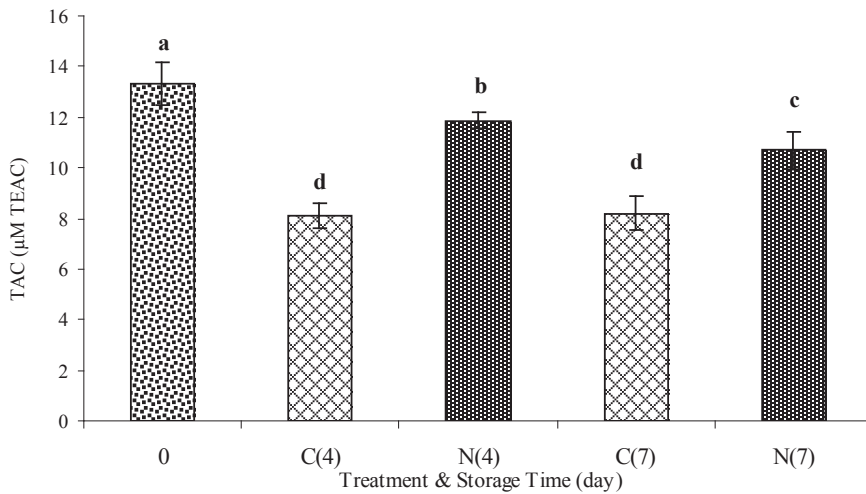 16
14
12
10
8
6
4
2
0
TAC (µM TEAC)
a
d
b
d
c
0 C(4) N(4) C(7) N(7)
Treatment & Storage Time (day)